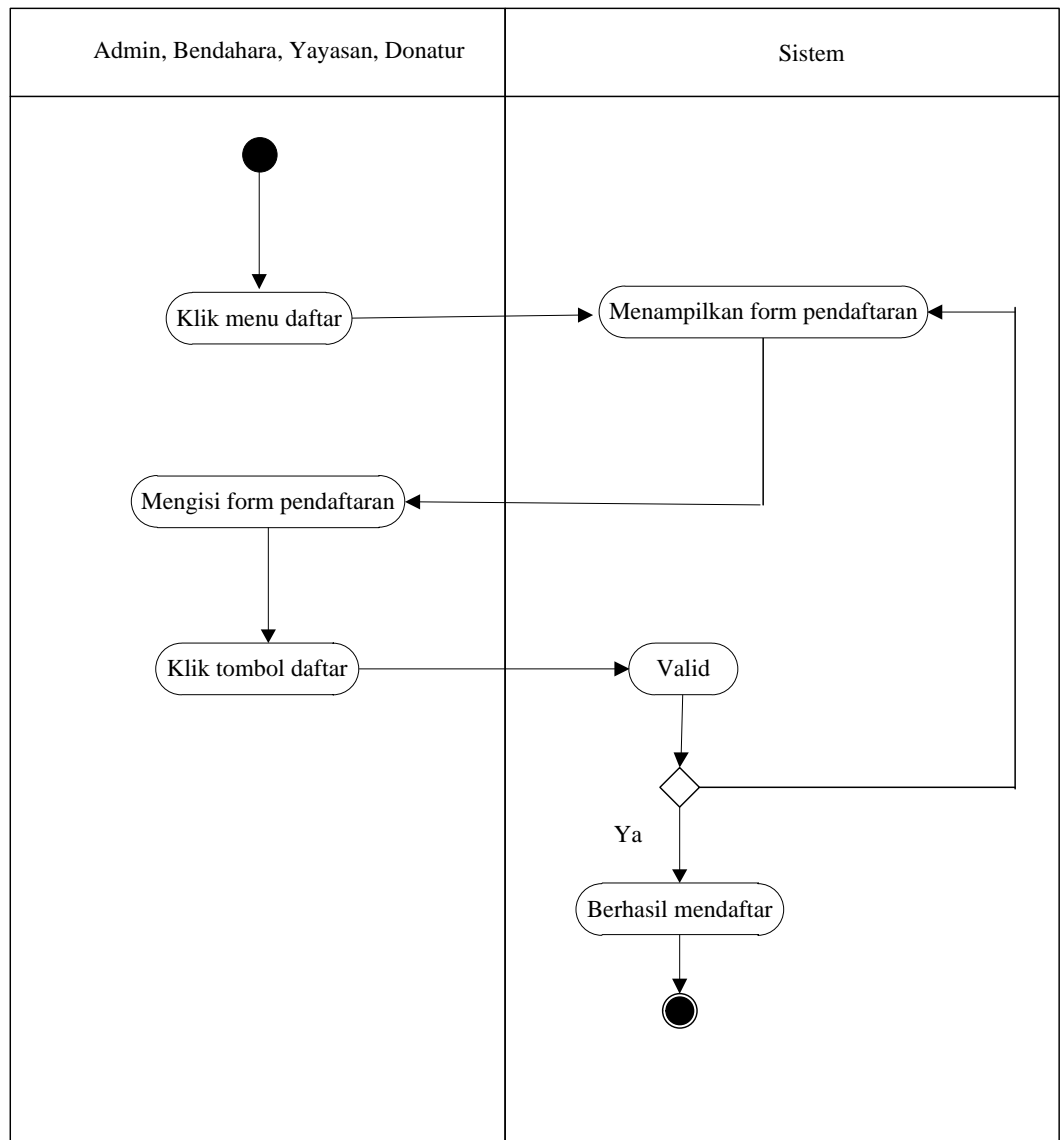 Admin, Bendahara, Yayasan, Donatur
Sistem
Klik menu daftar
Menampilkan form pendaftaran
Mengisi form pendaftaran
Klik tombol daftar
Valid
Ya
Berhasil mendaftar